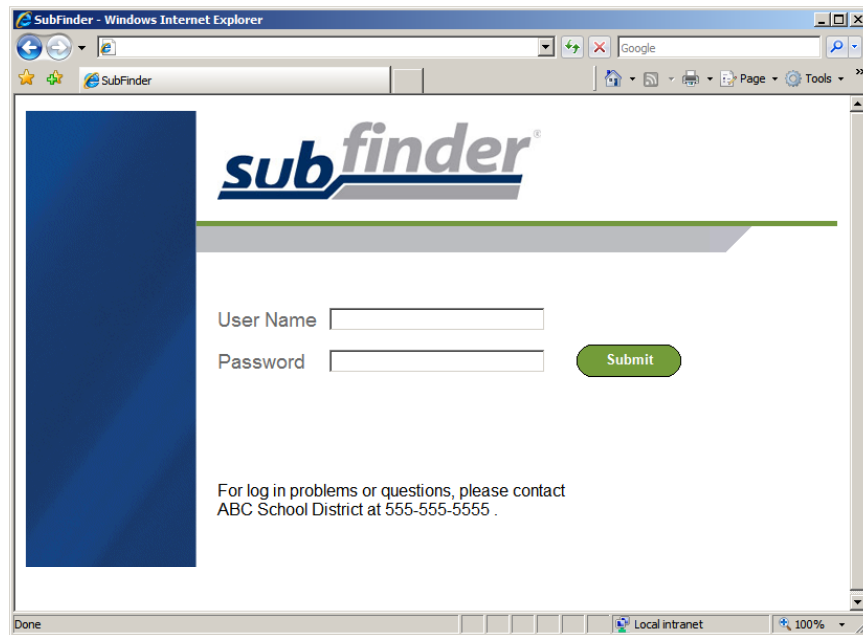 SubFinder - Windows Internet Explorer
Google
SubFinder
Page
Tools
subfinder®
User Name
Password
Submit
For log in problems or questions, please contact
ABC School District at 555-555-5555 .
Done
Local intranet
100%